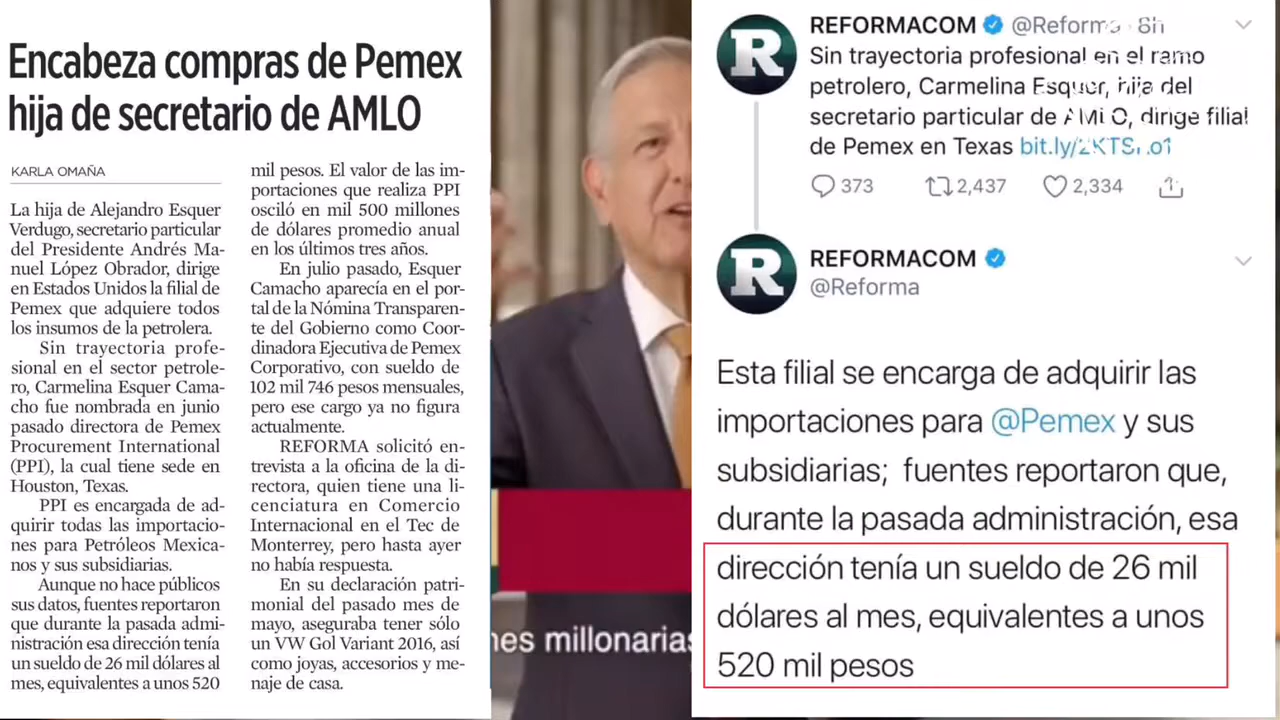 Encabeza compras de Pemex
hija de secretario de AMLO
KARLA OMAÑA
La hija de Alejandro Esquer
Verdugo, secretario particular
del Presidente Andrés Ma-
nuel López Obrador, dirige
en Estados Unidos la filial de
Pemex que adquiere todos
los insumos de la petrolera.
Sin trayectoria profe-
sional en el sector petrole-
ro, Carmelina Esquer Cama-
cho fue nombrada en junio
pasado directora de Pemex
Procurement International
(PPI), la cual tiene sede en
Houston, Texas.
PPI es encargada de ad-
quirir todas las importacio-
nes para Petróleos Mexica-
nos y sus subsidiarias.
Aunque no hace públicos
sus datos, fuentes reportaron
que durante la pasada admi-
nistración esa dirección tenía
un sueldo de 26 mil dólares al
mes, equivalentes a unos 520
mil pesos. El valor de las im-
portaciones que realiza PPI
osciló en mil 500 millones
de dólares promedio anual
en los últimos tres años.
En julio pasado, Esquer
Camacho aparecía en el por-
tal de la Nómina Transparen-
te del Gobierno como Coor-
dinadora Ejecutiva de Pemex
Corporativo, con sueldo de
102 mil 746 pesos mensuales,
pero ese cargo ya no figura
actualmente.
REFORMA solicitó en-
trevista a la oficina de la di-
rectora, quien tiene una li-
cenciatura en Comercio
Internacional en el Tec de
Monterrey, pero hasta ayer
no había respuesta.
En su declaración patri-
monial del pasado mes de
mayo, aseguraba tener sólo
un VW Gol Variant 2016, así
como joyas, accesorios y me-
naje de casa.
nes millonarias
R
REFORMACOM @Reforma · 8h
Sin trayectoria profesional en el ramo
petrolero, Carmelina Esquer, hija del
secretario particular de AMLO, dirige filial
de Pemex en Texas
373 2,437 2,334
R
REFORMACOM
@Reforma
Esta filial se encarga de adquirir las
importaciones para @Pemex y sus
subsidiarias; fuentes reportaron que,
durante la pasada administración, esa
dirección tenía un sueldo de 26 mil
dólares al mes, equivalentes a unos
520 mil pesos